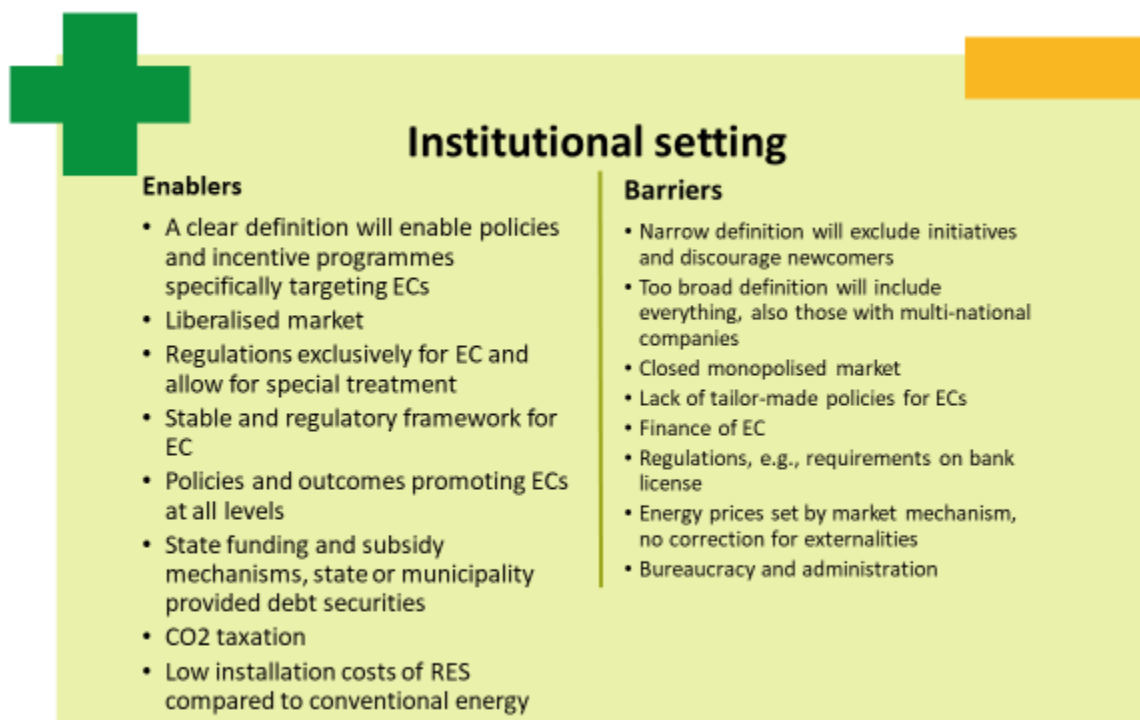 Institutional setting
Enablers
• A clear definition will enable policies
and incentive programmes
specifically targeting ECs
• Liberalised market
• Regulations exclusively for EC and
allow for special treatment
• Stable and regulatory framework for
EC
• Policies and outcomes promoting ECs
at all levels
• State funding and subsidy
mechanisms, state or municipality
provided debt securities
• CO2 taxation
• Low installation costs of RES
compared to conventional energy
Barriers
• Narrow definition will exclude initiatives
and discourage newcomers
• Too broad definition will include
everything, also those with multi-national
companies
• Closed monopolised market
• Lack of tailor-made policies for ECs
• Finance of EC
• Regulations, e.g., requirements on bank
license
• Energy prices set by market mechanism,
no correction for externalities
• Bureaucracy and administration